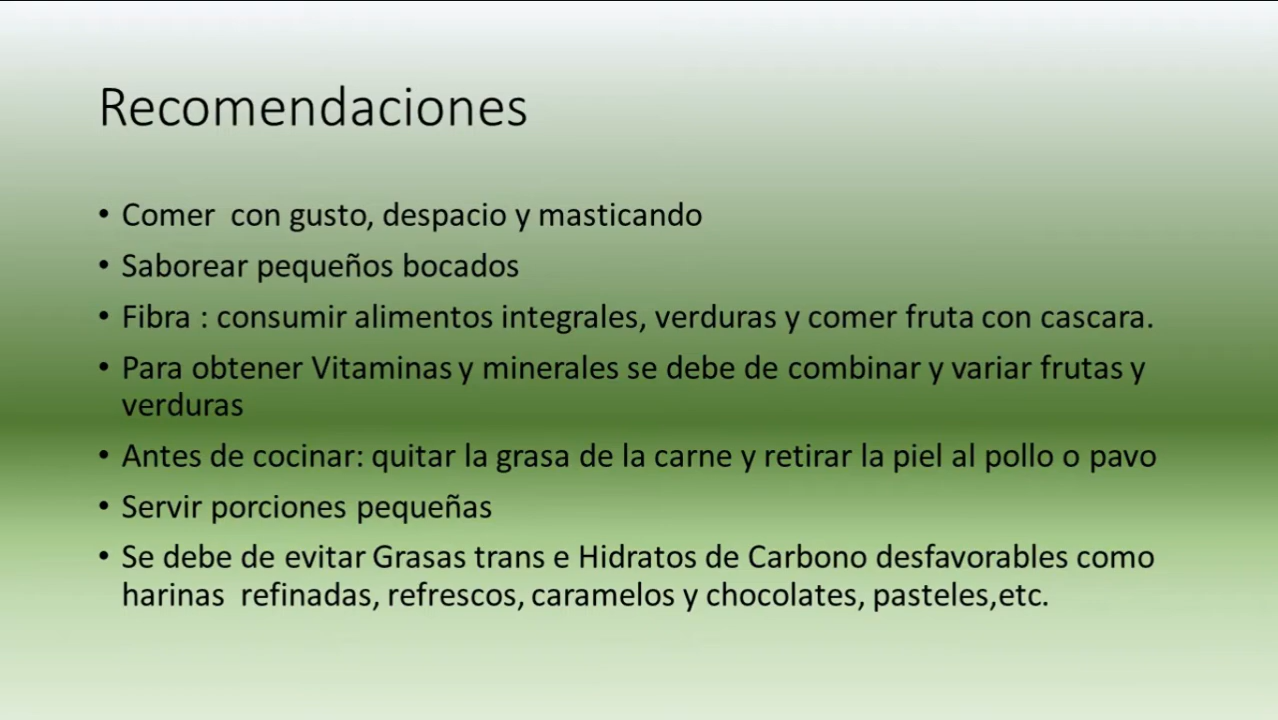 Recomendaciones
• Comer  con gusto, despacio y masticando
• Saborear pequeños bocados
• Fibra : consumir alimentos integrales, verduras y comer fruta con cascara.
• Para obtener Vitaminas y minerales se debe de combinar y variar frutas y
verduras
• Antes de cocinar: quitar la grasa de la carne y retirar la piel al pollo o pavo
• Servir porciones pequeñas
• Se debe de evitar Grasas trans e Hidratos de Carbono desfavorables como
harinas  refinadas, refrescos, caramelos y chocolates, pasteles,etc.